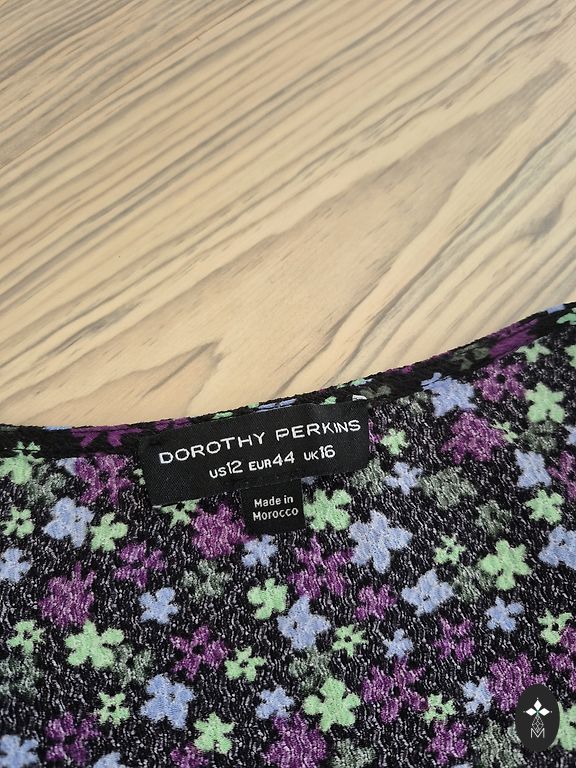 DOROTHY PERKINS
US12 EUR44 UK16
Made in
Morocco
M